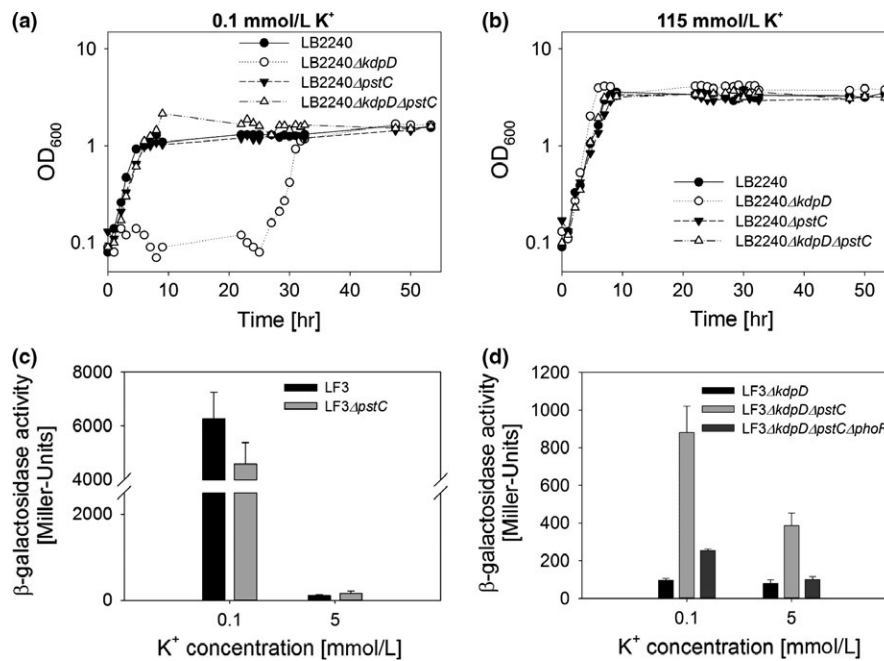 (a)
0.1 mmol/L K⁺
OD₆₀₀
10
1
0.1
LB2240
LB2240ΔkdpD
LB2240ΔpstC
LB2240ΔkdpDΔpstC
0 10 20 30 40 50
Time [hr]
(b)
115 mmol/L K⁺
OD₆₀₀
10
1
0.1
LB2240
LB2240ΔkdpD
LB2240ΔpstC
LB2240ΔkdpDΔpstC
0 10 20 30 40 50
Time [hr]
(c)
β-galactosidase activity
[Miller-Units]
8000
6000
4000
2000
0
LF3
LF3ΔpstC
0.1 5
K⁺ concentration [mmol/L]
(d)
β-galactosidase activity
[Miller-Units]
1200
1000
800
600
400
200
0
LF3ΔkdpD
LF3ΔkdpDΔpstC
LF3ΔkdpDΔpstCΔphoR
0.1 5
K⁺ concentration [mmol/L]